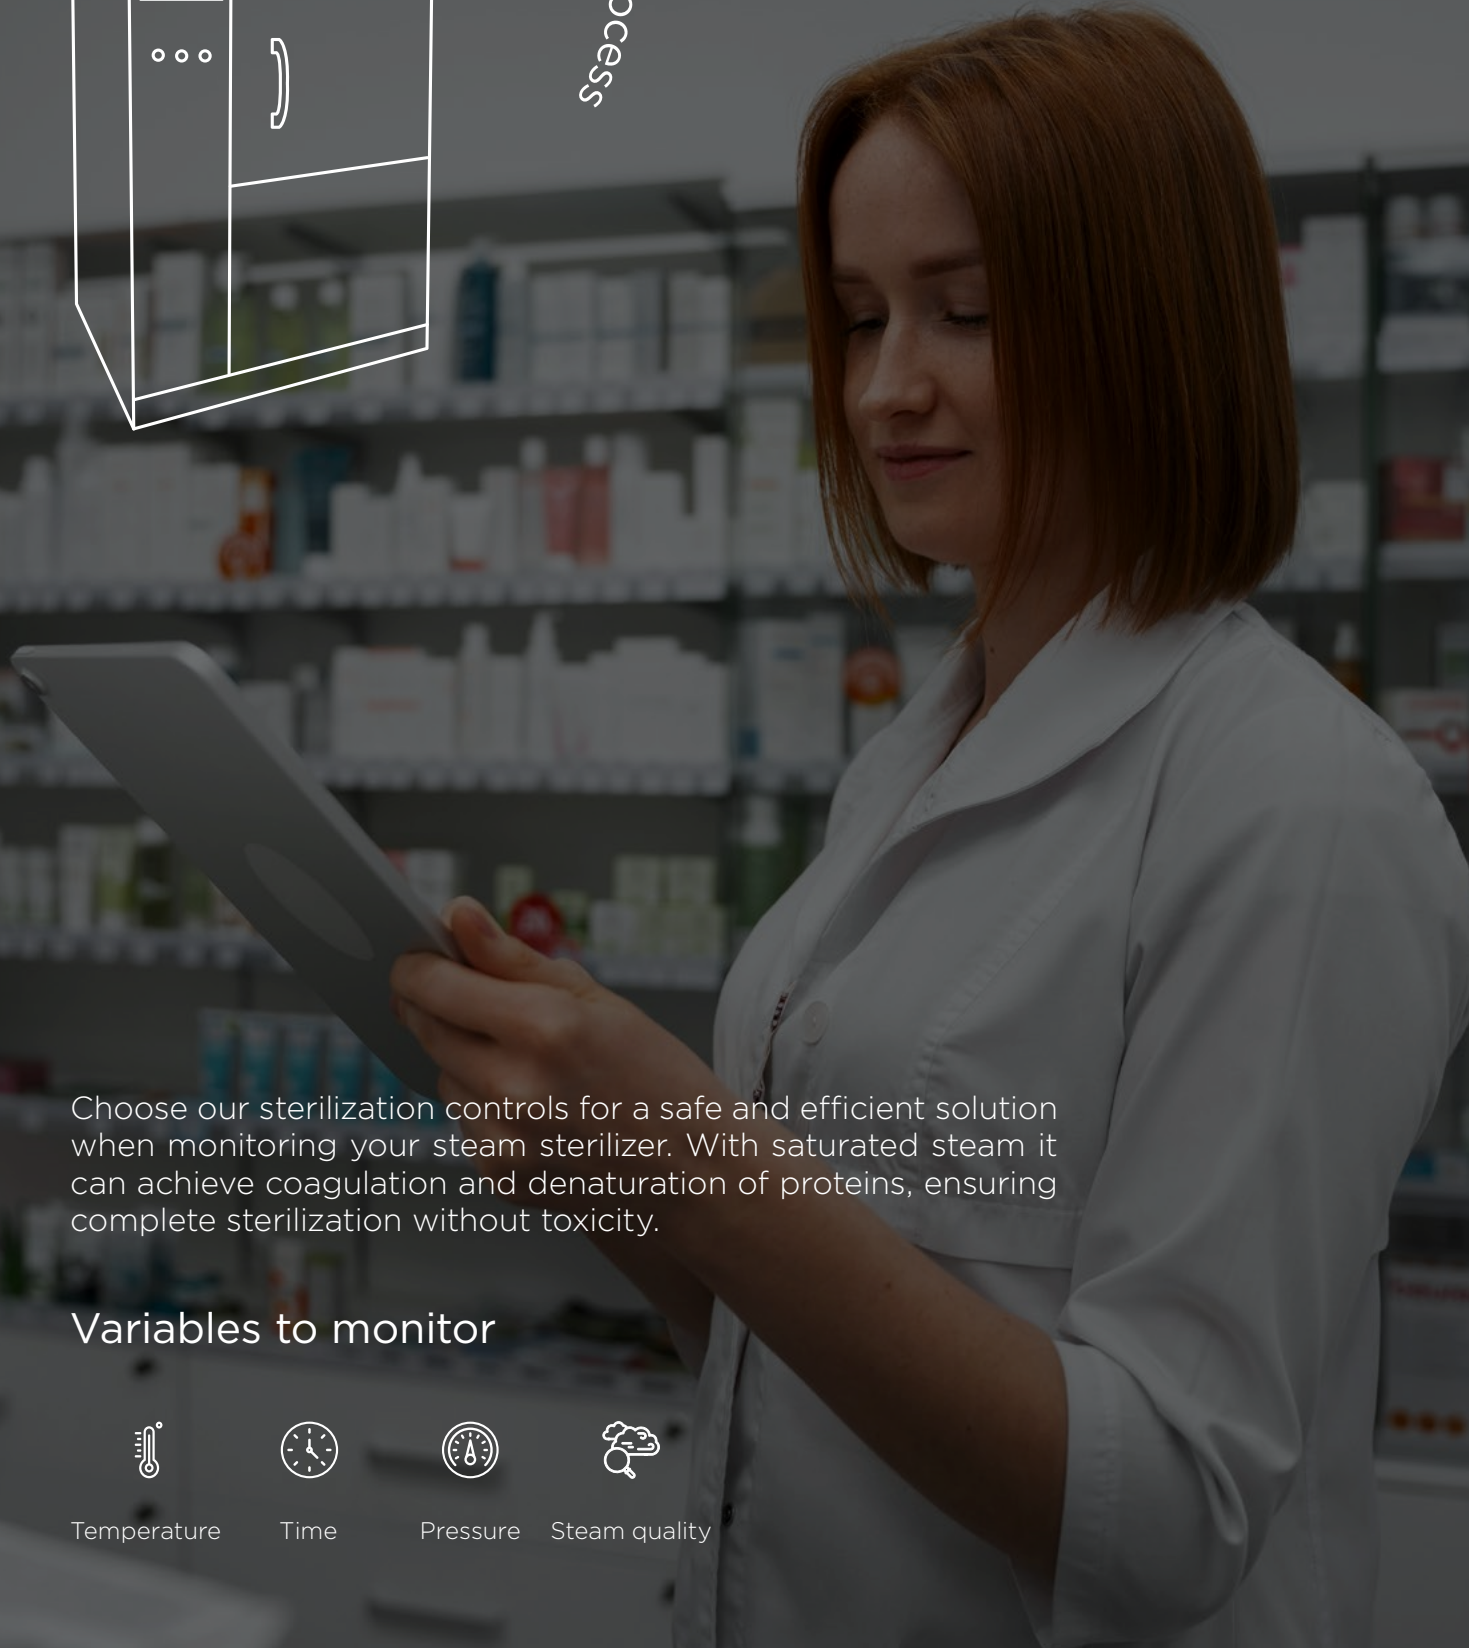 Choose our sterilization controls for a safe and efficient solution
when monitoring your steam sterilizer. With saturated steam it
can achieve coagulation and denaturation of proteins, ensuring
complete sterilization without toxicity.
Variables to monitor
Temperature
Time
Pressure
Steam quality